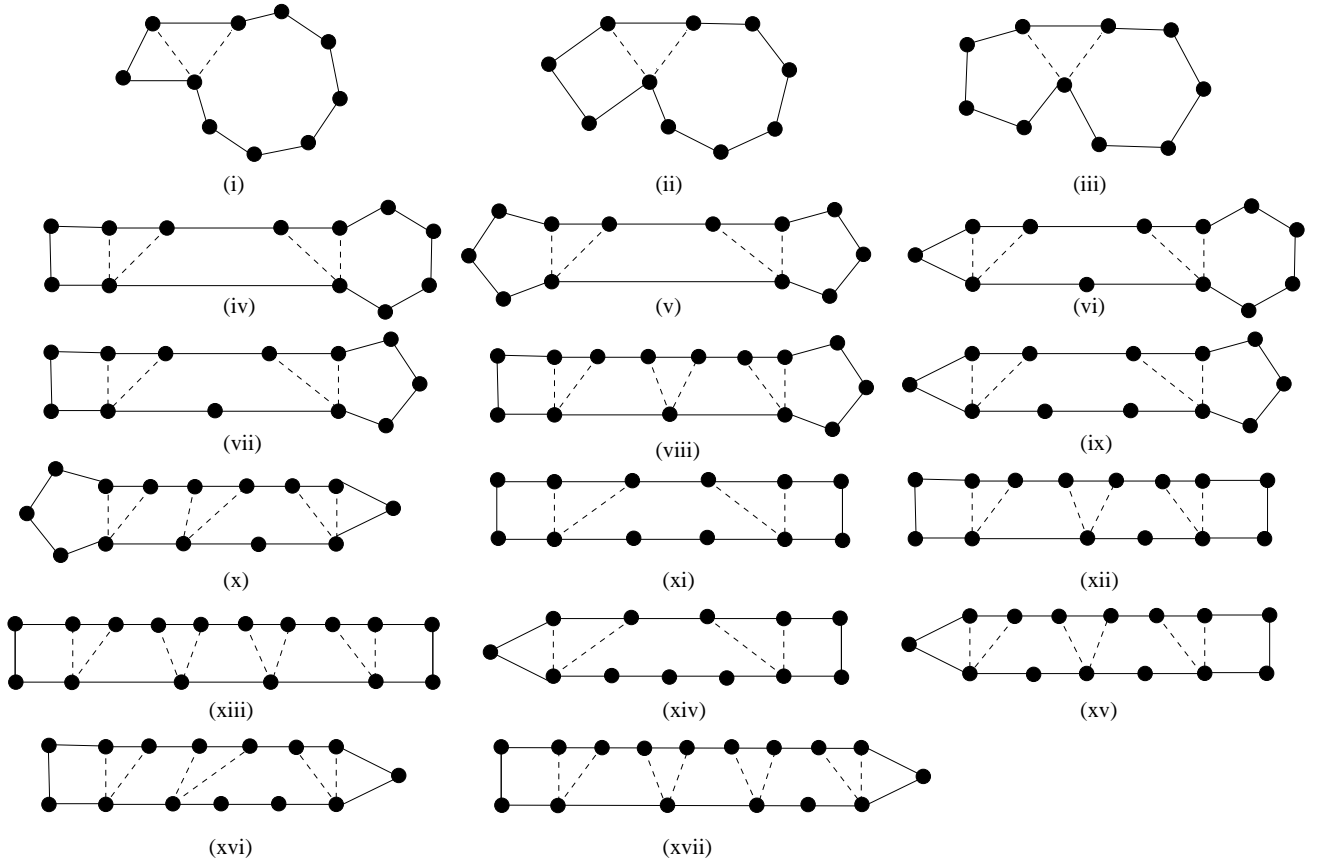 (i) (ii) (iii)
(iv) (v) (vi)
(vii) (viii) (ix)
(x) (xi) (xii)
(xiii) (xiv) (xv)
(xvi) (xvii)